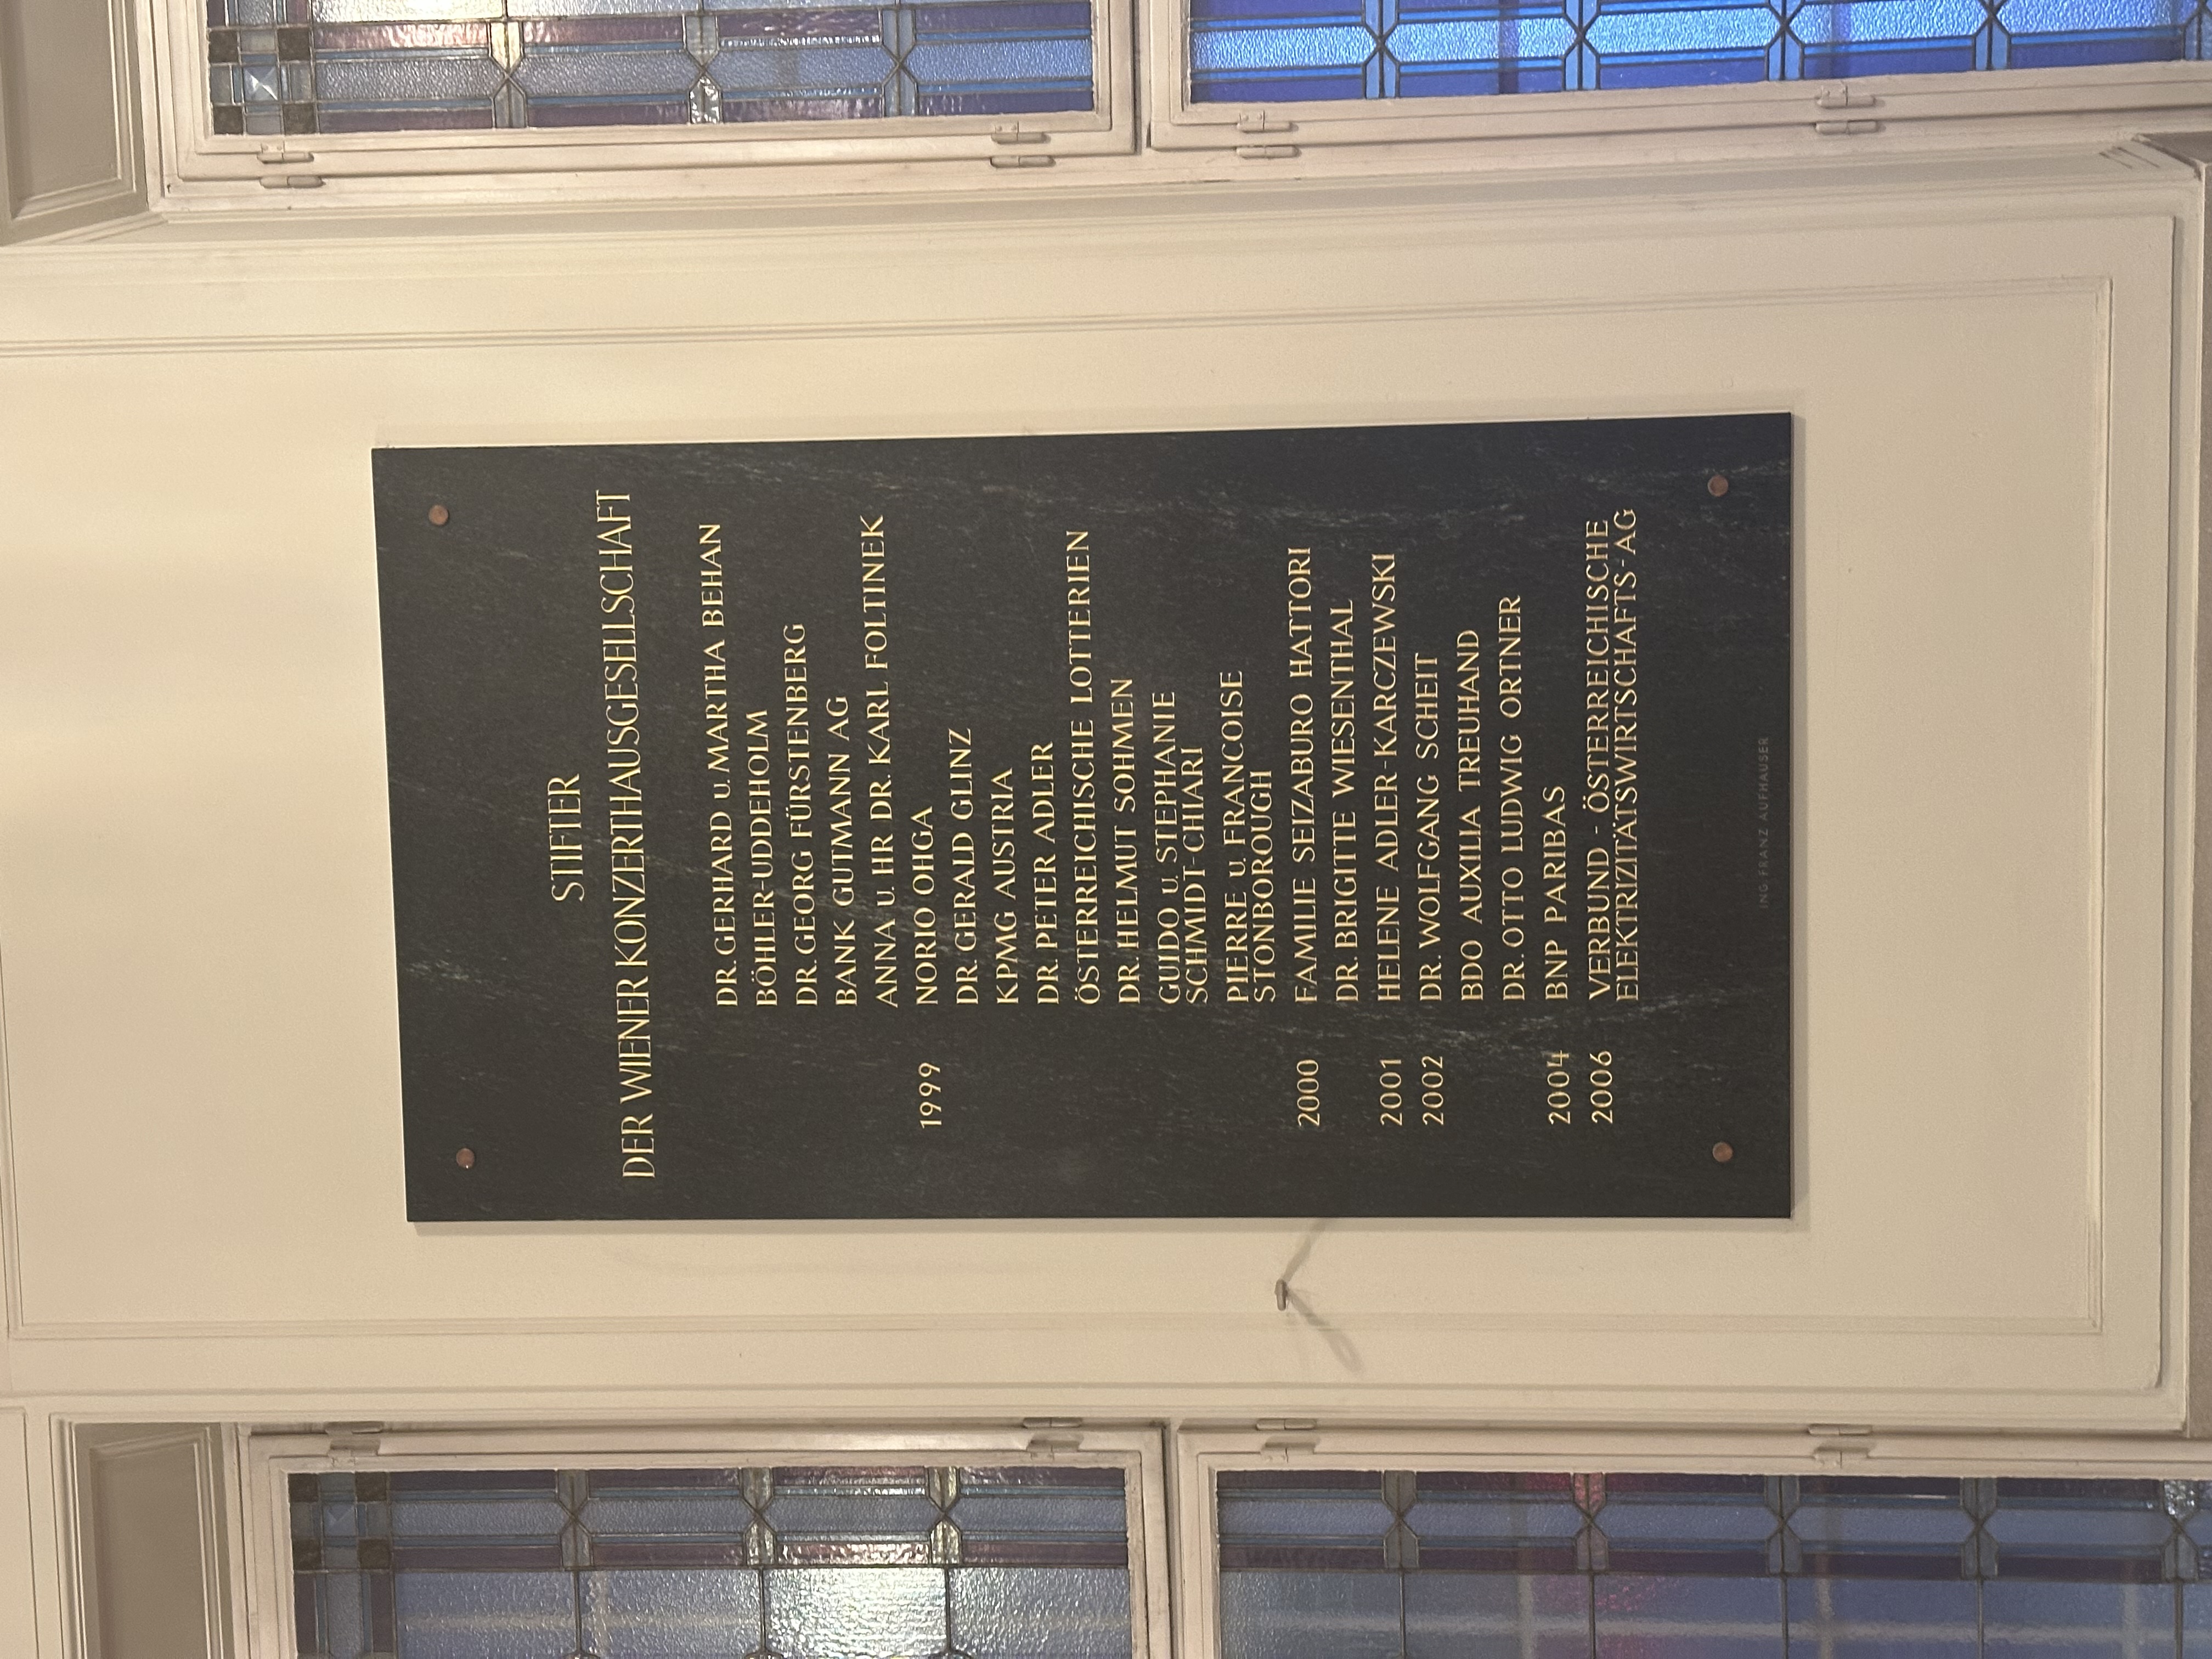 STIFTER
DER WIENER KONZERTHAUSGESELLSCHAFT
DR. GERHARD u. MARTHA BEHAN
BÖHLER-UDDEHOLM
DR. GEORG FÜRSTENBERG
BANK GUTMANN AG
ANNA u. HR DR. KARL FOLTINEK
1999 NORIO OHGA
DR. GERALD GLINZ
KPMG AUSTRIA
DR. PETER ADLER
ÖSTERREICHISCHE LOTTERIEN
DR. HELMUT SOHMEN
GUIDO u. STEPHANIE
SCHMIDT-CHIARI
PIERRE u. FRANCOISE
STONBOROUGH
2000 FAMILIE SEIZABURO HATTORI
DR. BRIGITTE WIESENTHAL
2001 HELENE ADLER-KARCZEWSKI
2002 DR. WOLFGANG SCHEIT
BDO AUXILIA TREUHAND
DR. OTTO LUDWIG ORTNER
2004 BNP PARIBAS
2006 VERBUND - ÖSTERREICHISCHE
ELEKTRIZITÄTSWIRTSCHAFTS-AG
ING. FRANZ AUFHAUSER